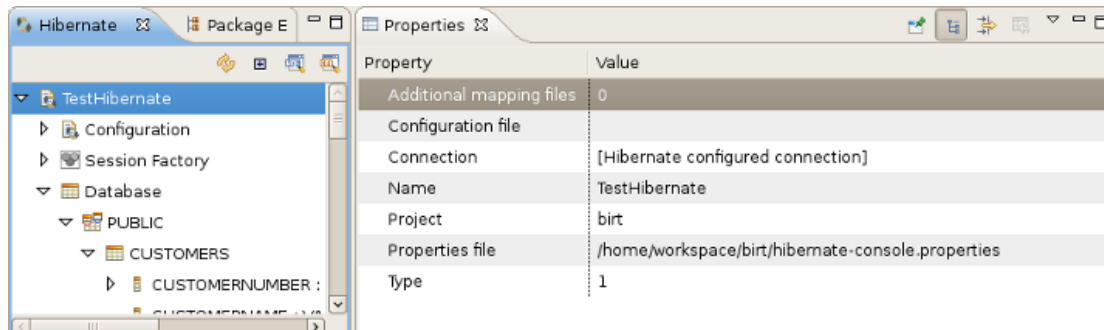 Hibernate
Package E
TestHibernate
Configuration
Session Factory
Database
PUBLIC
CUSTOMERS
CUSTOMERNUMBER :
Properties
Property Value
Additional mapping files 0
Configuration file
Connection [Hibernate configured connection]
Name TestHibernate
Project birt
Properties file /home/workspace/birt/hibernate-console.properties
Type 1